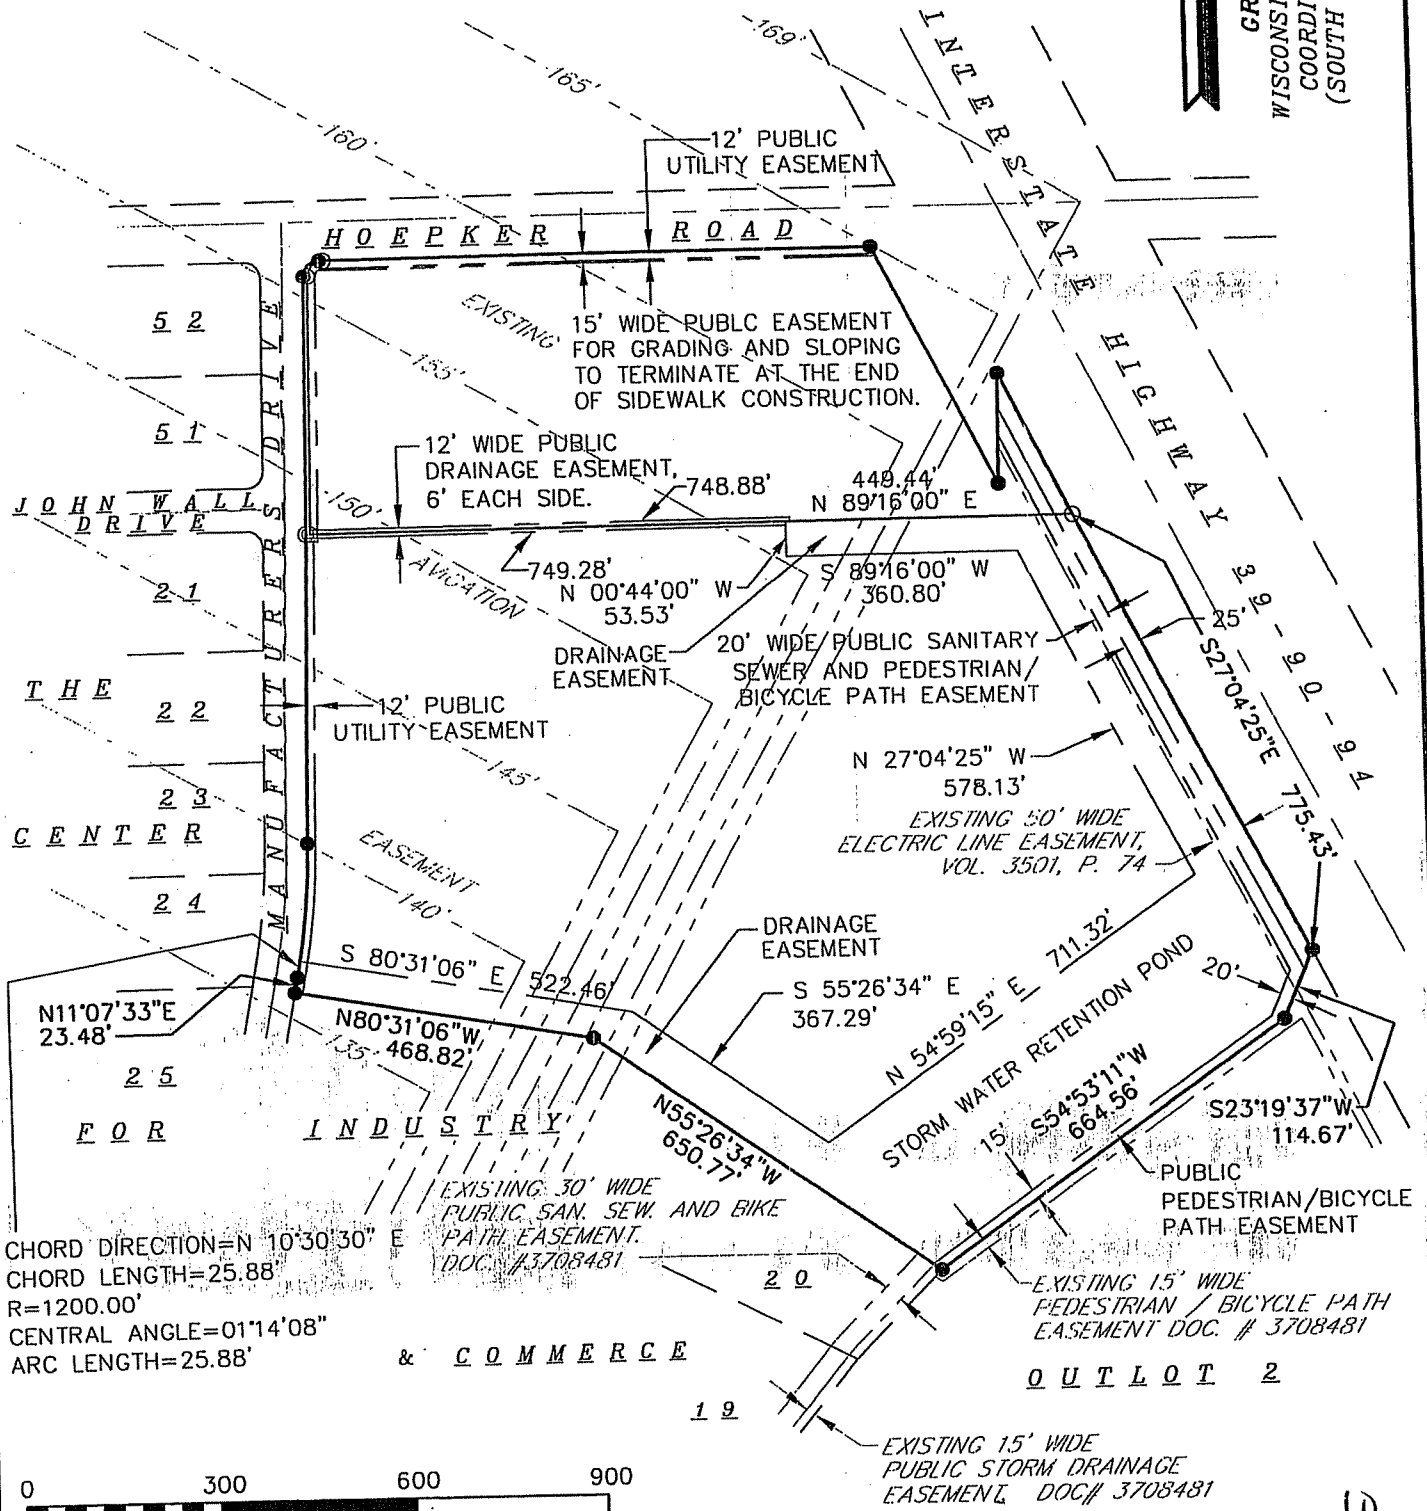 GR
WISCONSI
COORDI
(SOUTH
169'
165'
160'
INTERSTATE HIGHWAY 39-90-94
12' PUBLIC
UTILITY EASEMENT
HOEPKER ROAD
52
EXISTING
15' WIDE PUBLC EASEMENT
FOR GRADING AND SLOPING
TO TERMINATE AT THE END
OF SIDEWALK CONSTRUCTION.
155'
51
MANUFACTURERS DRIVE
12' WIDE PUBLIC
DRAINAGE EASEMENT,
6' EACH SIDE.
748.88'
449.44'
N 89°16'00" E
JOHN WALL
DRIVE
150'
AVIGATION
749.28'
N 00°44'00" W
53.53'
S 89°16'00" W
360.80'
21
25'
DRAINAGE
EASEMENT
20' WIDE PUBLIC SANITARY
SEWER AND PEDESTRIAN/
BICYCLE PATH EASEMENT
S27°04'25"E 775.43'
THE
22
12' PUBLIC
UTILITY EASEMENT
145'
N 27°04'25" W
578.13'
23
CENTER
EXISTING 50' WIDE
ELECTRIC LINE EASEMENT,
VOL. 3501, P. 74
EASEMENT
24
140'
DRAINAGE
EASEMENT
S 80°31'06" E 522.46'
S 55°26'34" E
367.29'
N 54°59'15" E 711.32'
STORM WATER RETENTION POND
20'
N11°07'33"E
23.48'
N80°31'06"W
468.82'
135'
25
FOR
INDUSTRY
N55°26'34"W
650.77'
15'
S54°53'11"W
664.56'
S23°19'37"W
114.67'
PUBLIC
PEDESTRIAN/BICYCLE
PATH EASEMENT
EXISTING 30' WIDE
PUBLIC SAN. SEW. AND BIKE
PATH EASEMENT.
DOC. #3708481
CHORD DIRECTION=N 10°30'30" E
CHORD LENGTH=25.88'
R=1200.00'
CENTRAL ANGLE=01°14'08"
ARC LENGTH=25.88'
20
EXISTING 15' WIDE
PEDESTRIAN / BICYCLE PATH
EASEMENT DOC. # 3708481
& COMMERCE
OUTLOT 2
19
EXISTING 15' WIDE
PUBLIC STORM DRAINAGE
EASEMENT, DOC# 3708481
0 300 600 900